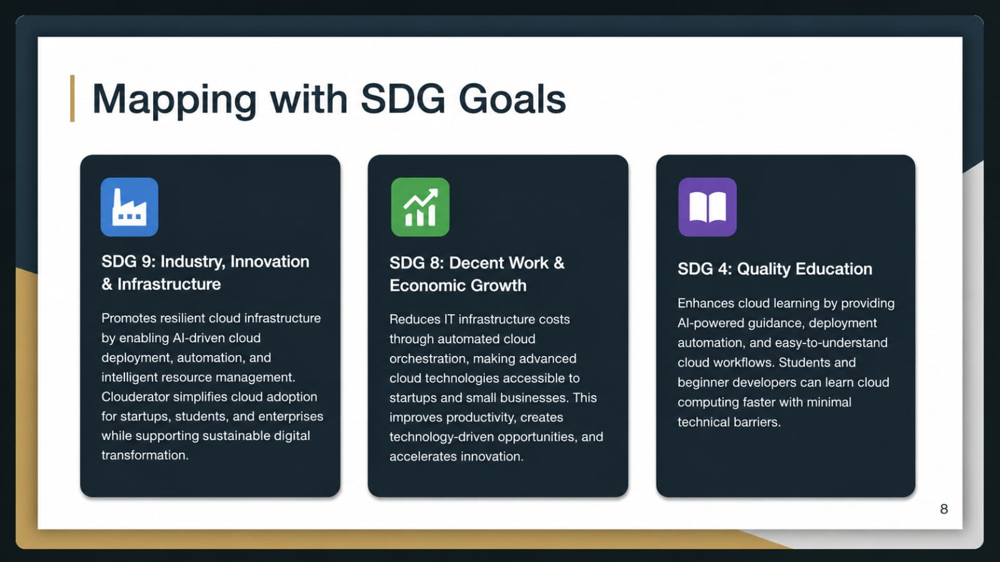 Mapping with SDG Goals
SDG 9: Industry, Innovation
& Infrastructure
Promotes resilient cloud infrastructure
by enabling AI-driven cloud
deployment, automation, and
intelligent resource management.
Clouderator simplifies cloud adoption
for startups, students, and enterprises
while supporting sustainable digital
transformation.
SDG 8: Decent Work &
Economic Growth
Reduces IT infrastructure costs
through automated cloud
orchestration, making advanced
cloud technologies accessible to
startups and small businesses. This
improves productivity, creates
technology-driven opportunities, and
accelerates innovation.
SDG 4: Quality Education
Enhances cloud learning by providing
AI-powered guidance, deployment
automation, and easy-to-understand
cloud workflows. Students and
beginner developers can learn cloud
computing faster with minimal
technical barriers.
8